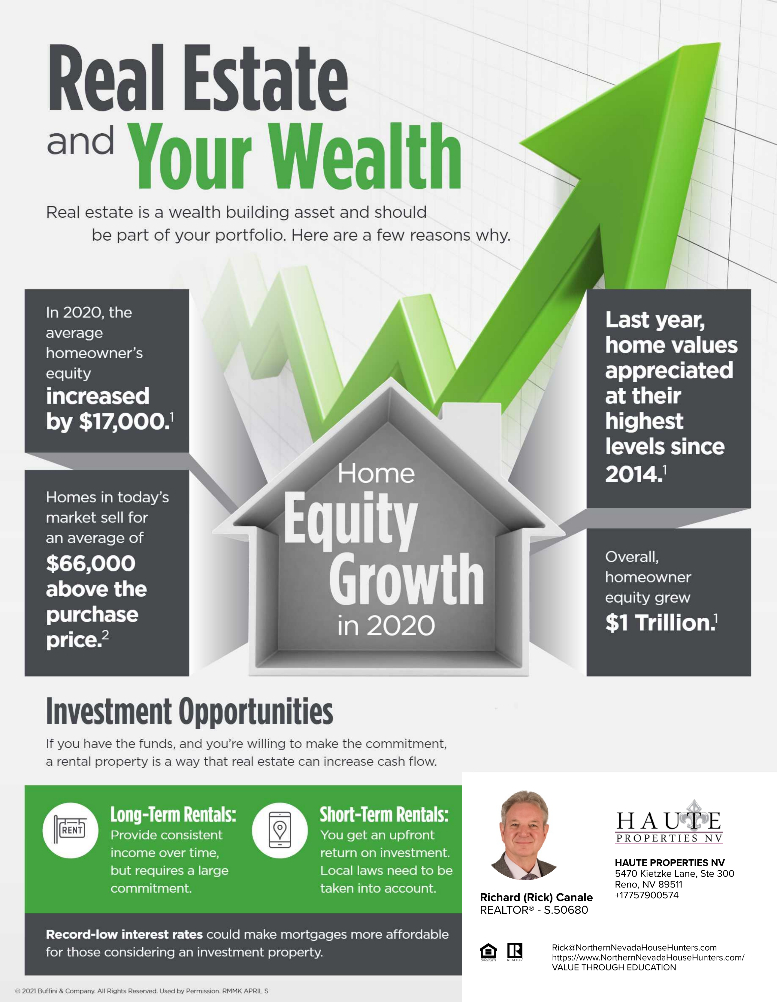 Real Estate
and Your Wealth
Real estate is a wealth building asset and should
be part of your portfolio. Here are a few reasons why.
In 2020, the
average
homeowner's
equity
increased
by $17,000.¹
Homes in today's
market sell for
an average of
$66,000
above the
purchase
price.²
Home
Equity
Growth
in 2020
Last year,
home values
appreciated
at their
highest
levels since
2014.¹
Overall,
homeowner
equity grew
$1 Trillion.¹
Investment Opportunities
If you have the funds, and you're willing to make the commitment,
a rental property is a way that real estate can increase cash flow.
RENT
Long-Term Rentals:
Provide consistent
income over time,
but requires a large
commitment.
Short-Term Rentals:
You get an upfront
return on investment.
Local laws need to be
taken into account.
Record-low interest rates could make mortgages more affordable
for those considering an investment property.
Richard (Rick) Canale
REALTOR® - S.50680
HAUTE
PROPERTIES NV
HAUTE PROPERTIES NV
5470 Kietzke Lane, Ste 300
Reno, NV 89511
+17757900574
Rick@NorthernNevadaHouseHunters.com
https://www.NorthernNevadaHouseHunters.com/
VALUE THROUGH EDUCATION
© 2021 Buffini & Company. All Rights Reserved. Used by Permission. RMMK APRIL S